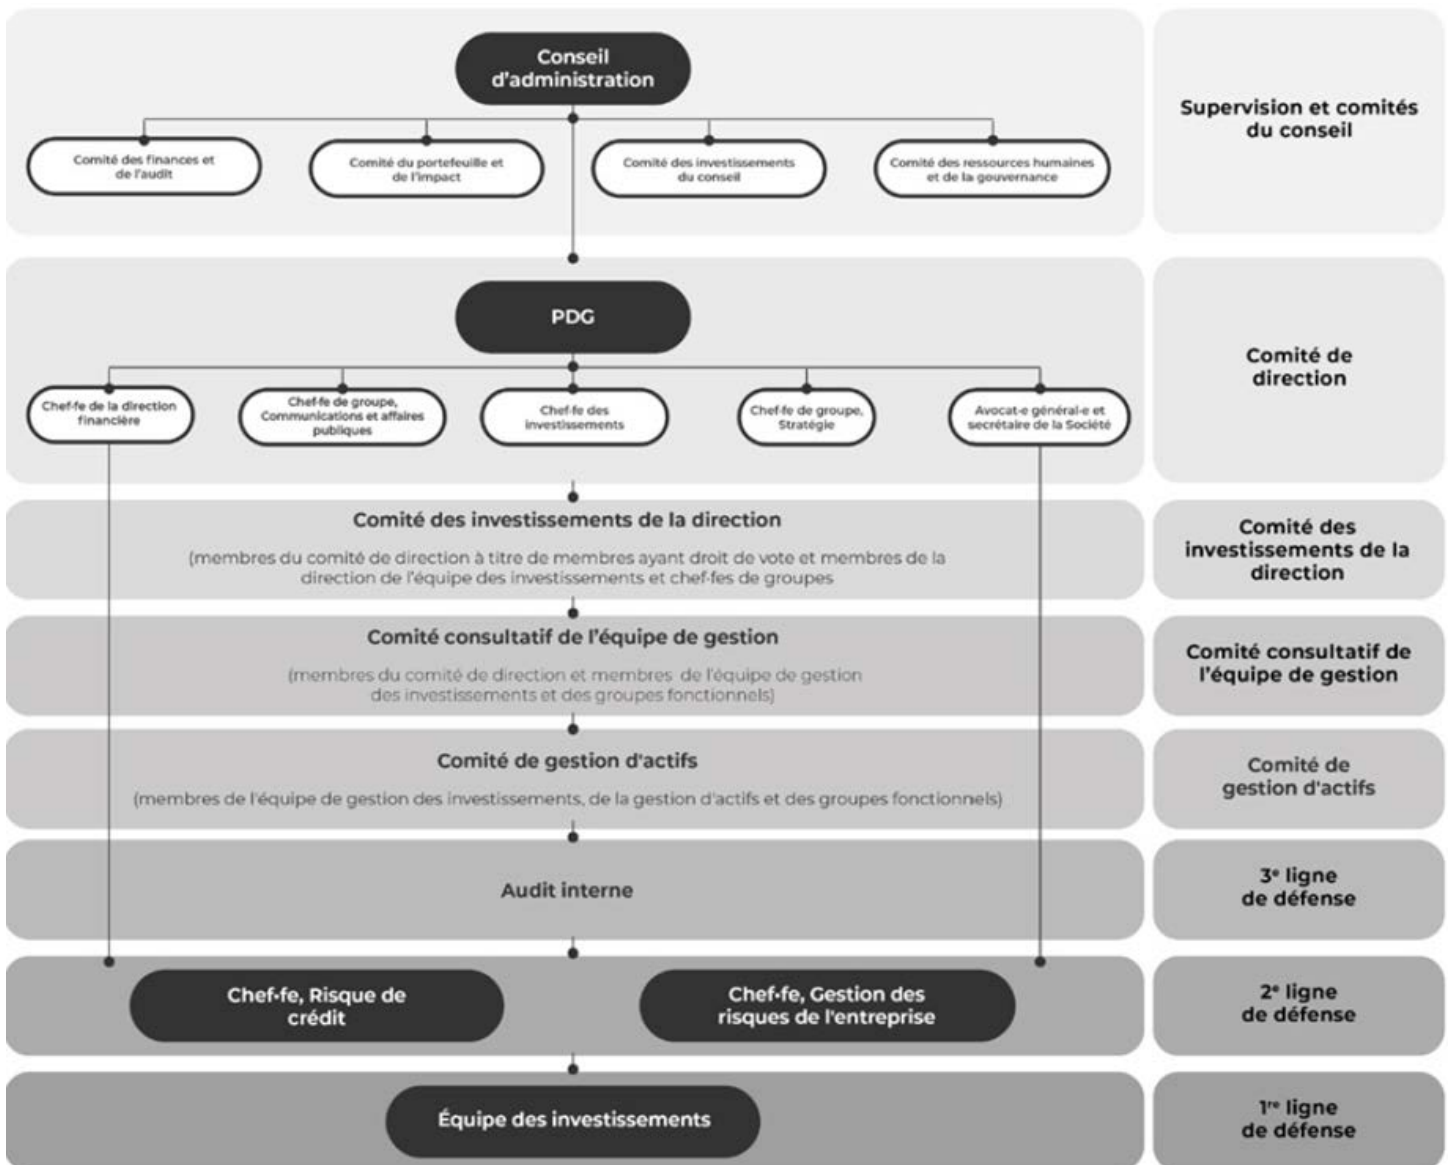 Conseil
d'administration
Supervision et comités
du conseil
Comité des finances et
de l'audit
Comité du portefeuille et
de l'impact
Comité des investissements
du conseil
Comité des ressources humaines
et de la gouvernance
PDG
Comité de
direction
Chef·fe de la direction
financière
Chef·fe de groupe,
Communications et affaires
publiques
Chef·fe des
investissements
Chef·fe de groupe,
Stratégie
Avocat·e général·e et
secrétaire de la Société
Comité des investissements de la direction
(membres du comité de direction à titre de membres ayant droit de vote et membres de la
direction de l'équipe des investissements et chef·fes de groupes
Comité des
investissements de la
direction
Comité consultatif de l'équipe de gestion
(membres du comité de direction et membres de l'équipe de gestion
des investissements et des groupes fonctionnels)
Comité consultatif de
l'équipe de gestion
Comité de gestion d'actifs
(membres de l'équipe de gestion des investissements, de la gestion d'actifs et des groupes fonctionnels)
Comité de
gestion d'actifs
Audit interne
3e ligne
de défense
Chef·fe, Risque de
crédit
Chef·fe, Gestion des
risques de l'entreprise
2e ligne
de défense
Équipe des investissements
1re ligne
de défense